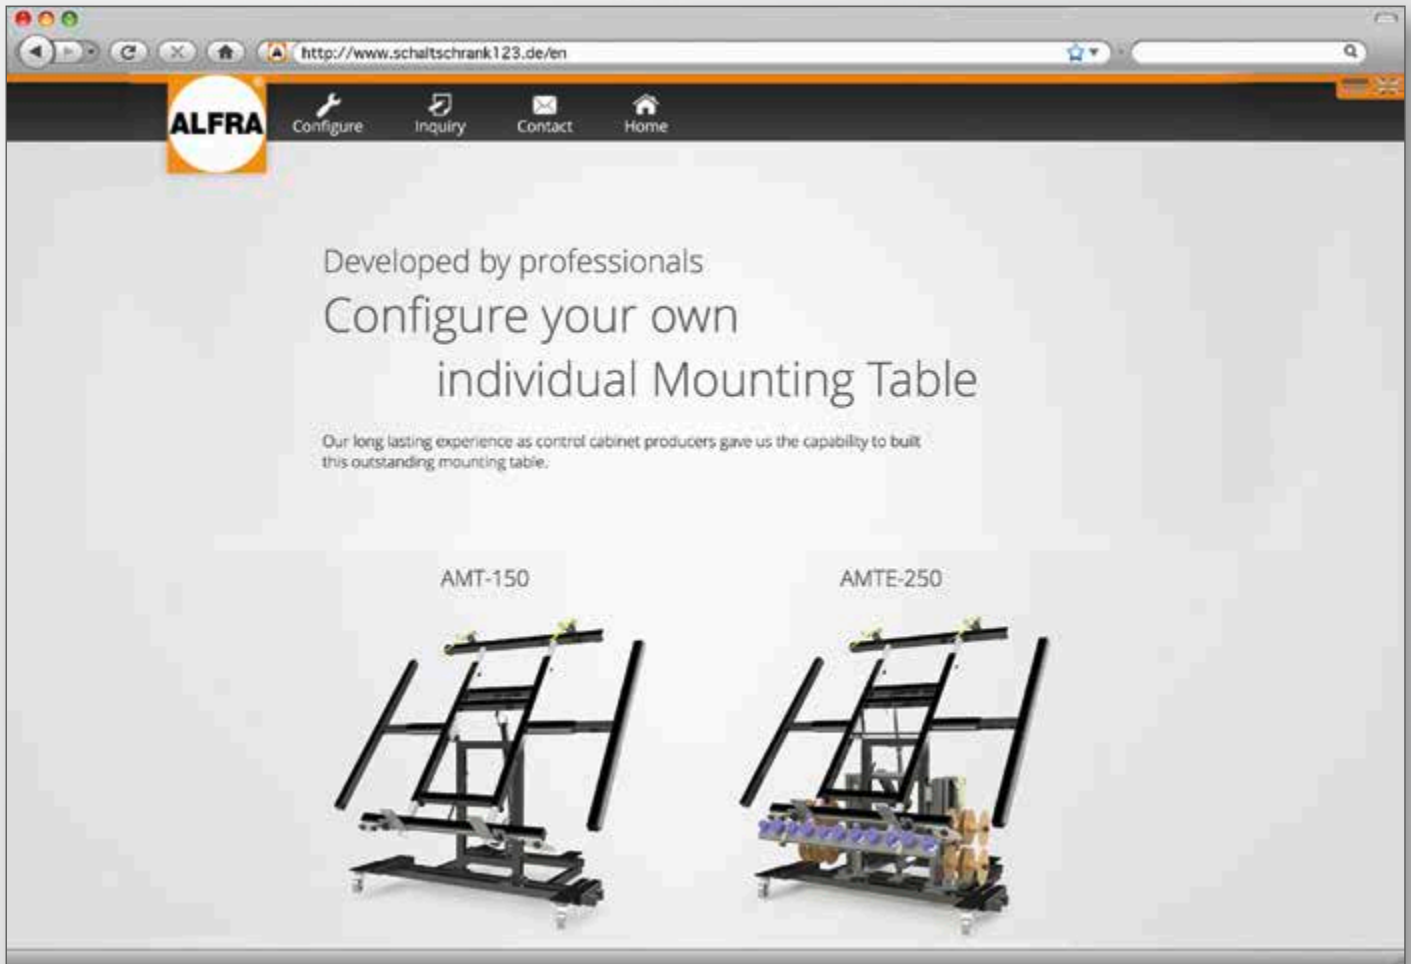 http://www.schaltschrank123.de/en
ALFRA
®
Configure
Inquiry
Contact
Home
Developed by professionals
Configure your own
individual Mounting Table
Our long lasting experience as control cabinet producers gave us the capability to built
this outstanding mounting table.
AMT-150
AMTE-250